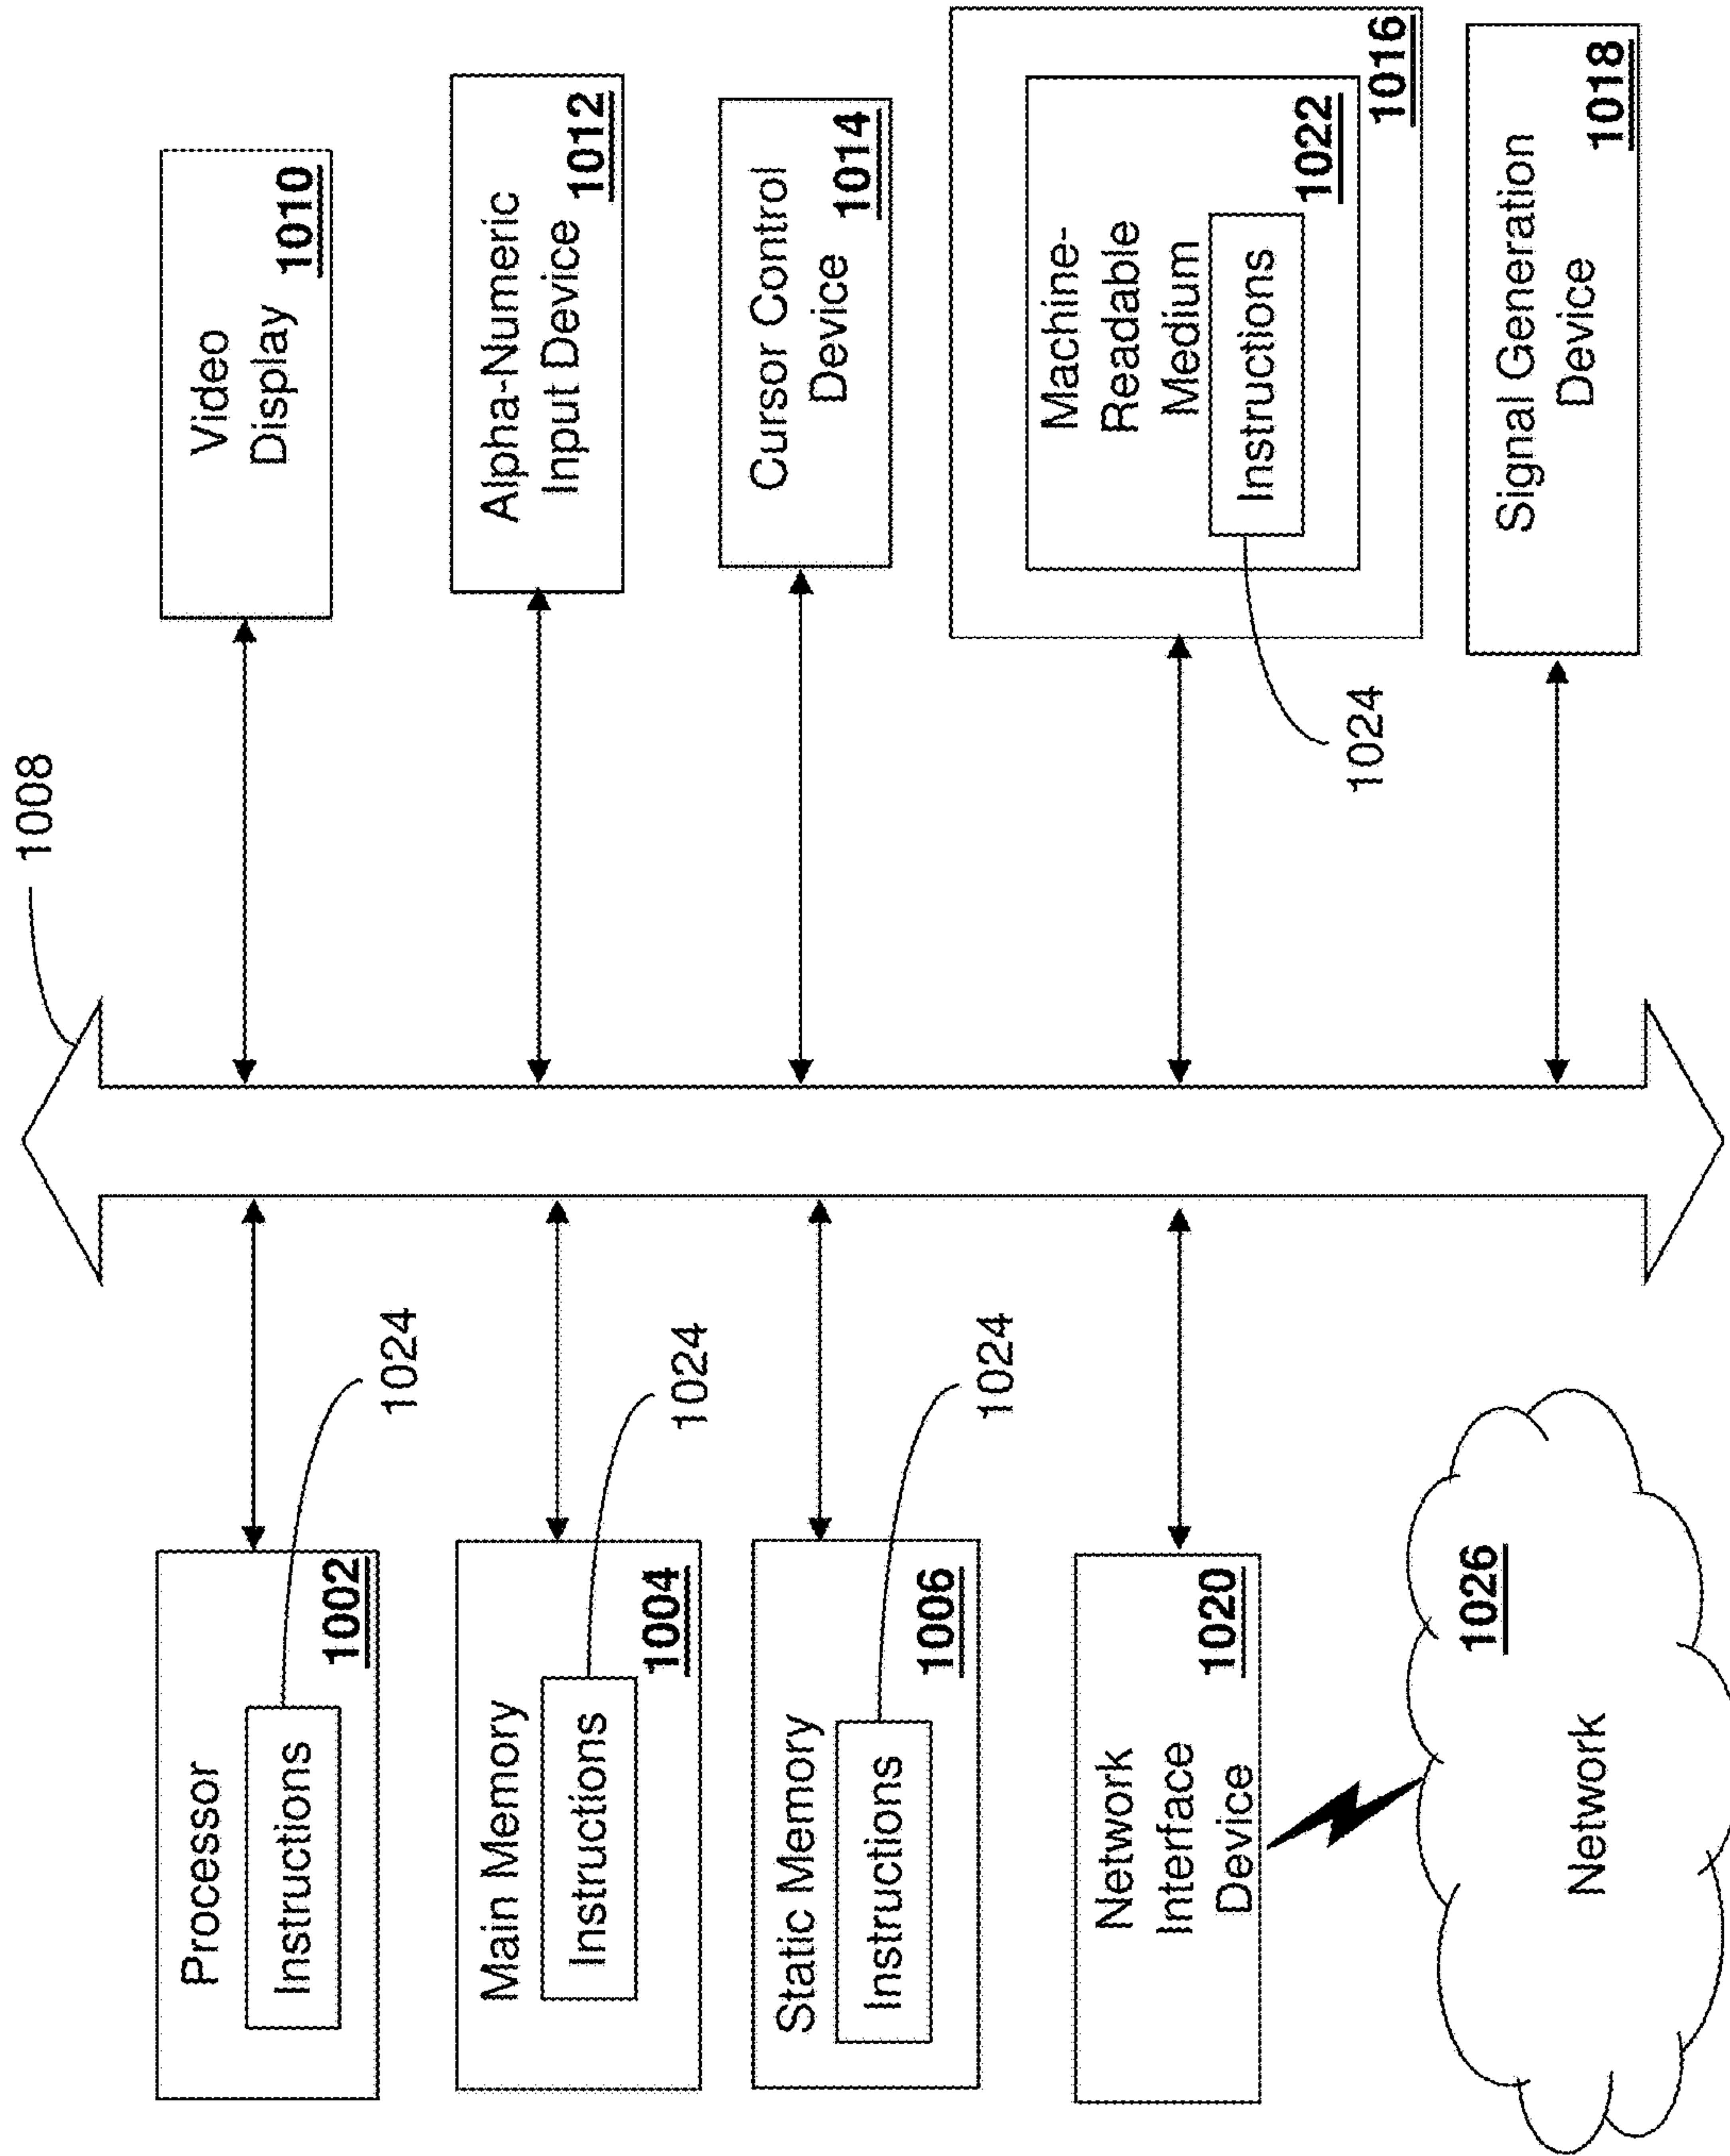 1008
Processor
Instructions
1002
1024
Main Memory
Instructions
1004
1024
Static Memory
Instructions
1006
1024
Network
Interface
Device
1020
1026
Network
Video
Display
1010
Alpha-Numeric
Input Device
1012
Cursor Control
Device
1014
Machine-
Readable
Medium
1022
Instructions
1016
1024
Signal Generation
Device
1018